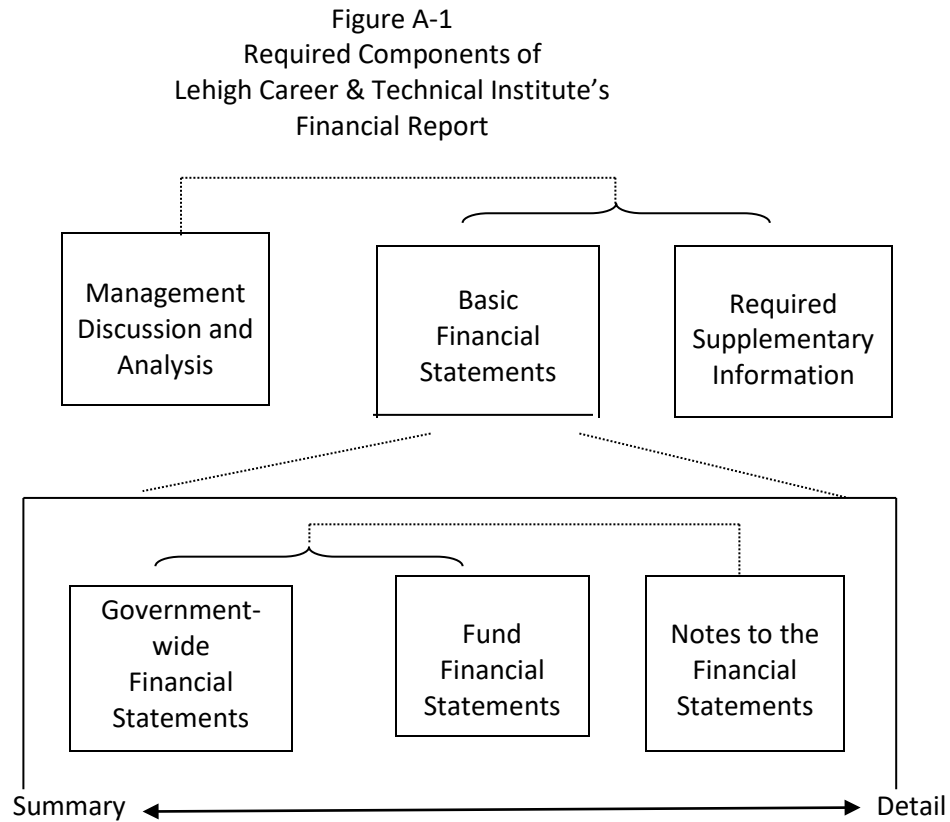 Figure A-1
Required Components of
Lehigh Career & Technical Institute's
Financial Report
Management
Discussion and
Analysis
Basic
Financial
Statements
Required
Supplementary
Information
Government-
wide
Financial
Statements
Fund
Financial
Statements
Notes to the
Financial
Statements
Summary
Detail